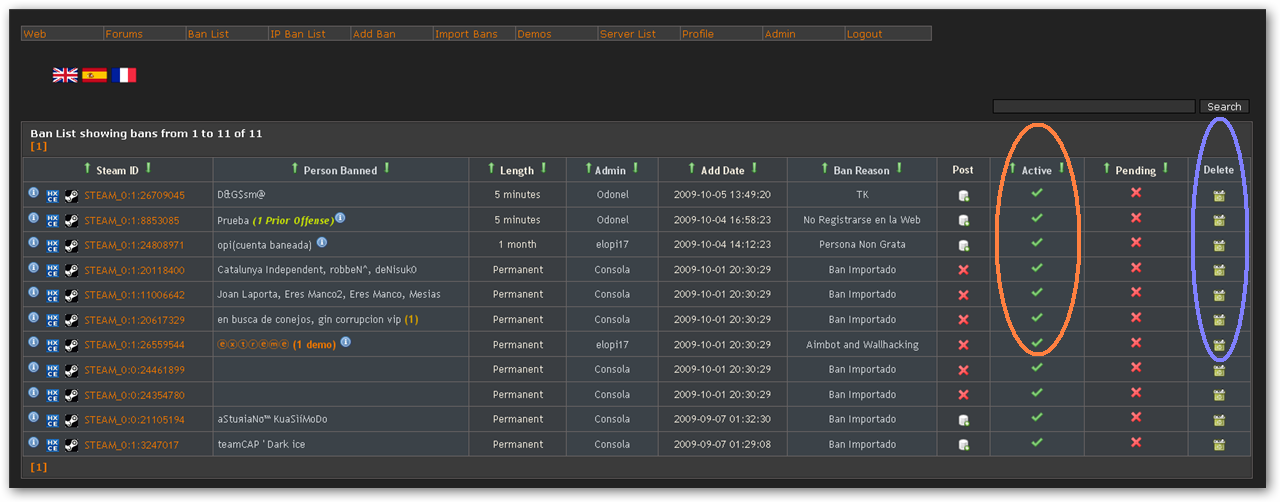 Web Forums Ban List IP Ban List Add Ban Import Bans Demos Server List Profile Admin Logout
Search
Ban List showing bans from 1 to 11 of 11
[1]
Steam ID Person Banned Length Admin Add Date Ban Reason Post Active Pending Delete
HX CE STEAM_0:1:26709045 D&GSsm@ 5 minutes Odonel 2009-10-05 13:49:20 TK
HX CE STEAM_0:1:8853085 Prueba (1 Prior Offense) 5 minutes Odonel 2009-10-04 16:58:23 No Registrarse en la Web
HX CE STEAM_0:1:24808971 opi(cuenta baneada) 1 month elopi17 2009-10-04 14:12:23 Persona Non Grata
HX CE STEAM_0:1:20118400 Catalunya Independent, robbeN^, deNisukO Permanent Consola 2009-10-01 20:30:29 Ban Importado
HX CE STEAM_0:1:11006642 Joan Laporta, Eres Manco2, Eres Manco, Mesias Permanent Consola 2009-10-01 20:30:29 Ban Importado
HX CE STEAM_0:1:20617329 en busca de conejos, gin corrupcion vip (1) Permanent Consola 2009-10-01 20:30:29 Ban Importado
HX CE STEAM_0:1:26559544 ⓔⓧⓣⓡⓔⓜⓔ (1 demo) Permanent elopi17 2009-10-01 20:30:29 Aimbot and Wallhacking
HX CE STEAM_0:0:24461899 Permanent Consola 2009-10-01 20:30:29 Ban Importado
HX CE STEAM_0:0:24354780 Permanent Consola 2009-10-01 20:30:29 Ban Importado
HX CE STEAM_0:0:21105194 aStuяiaNo™ KuaSiíMoDo Permanent Consola 2009-09-07 01:32:30 Ban Importado
HX CE STEAM_0:1:3247017 teamCAP ' Dark ice Permanent Consola 2009-09-07 01:29:08 Ban Importado
[1]